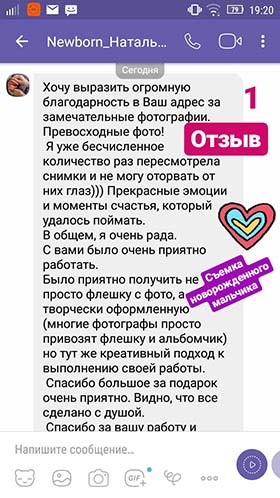 79 19:20
Newborn_Наталь...
Сегодня
Хочу выразить огромную
благодарность в Ваш адрес за
замечательные фотографии.
Превосходные фото!
Я уже бесчисленное
количество раз пересмотрела
снимки и не могу оторвать от
них глаз))) Прекрасные эмоции
и моменты счастья, который
удалось поймать.
В общем, я очень рада.
С вами было очень приятно
работать.
Было приятно получить не
просто флешку с фото, а
творчески оформленную
(многие фотографы просто
привозят флешку и альбомчик)
но тут же креативный подход к
выполнению своей работы.
Спасибо большое за подарок
очень приятно. Видно, что все
сделано с душой.
Спасибо за вашу работу и
1
Отзыв
Съемка
новорожденного
мальчика
Напишите сообщение...
GIF